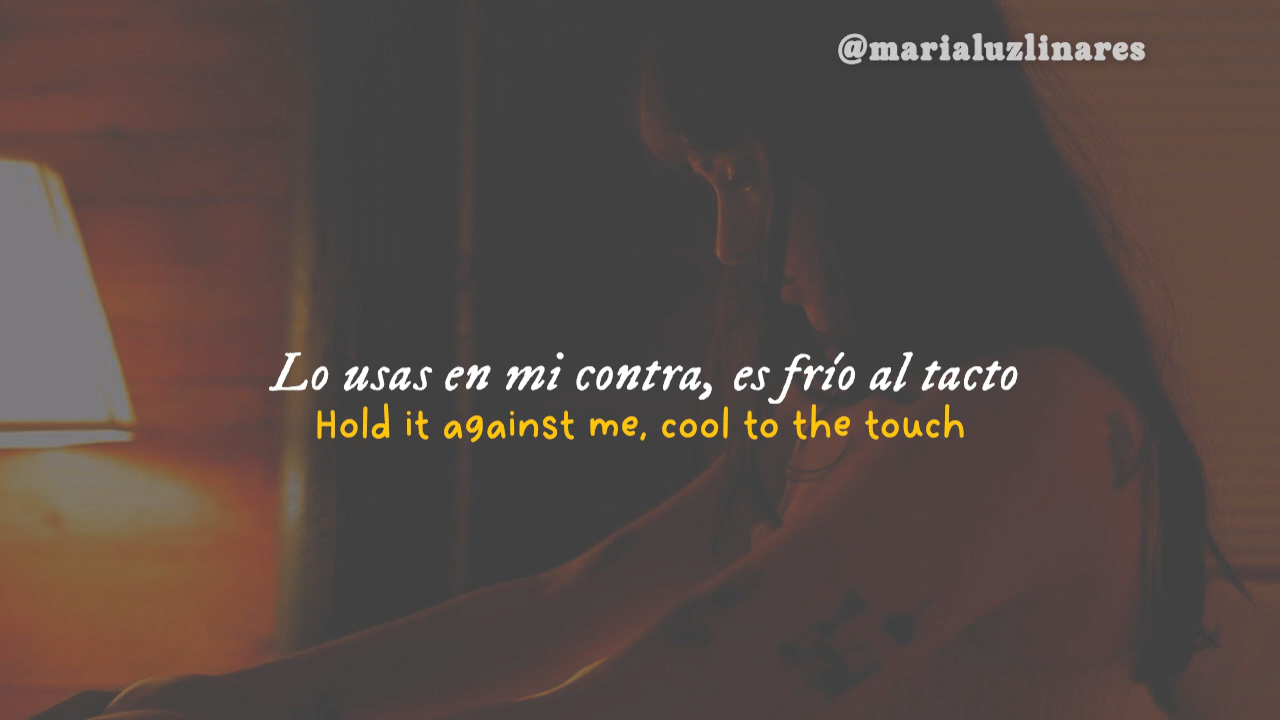 @marialuzlinares
Lo usas en mi contra, es frío al tacto
Hold it against me, cool to the touch